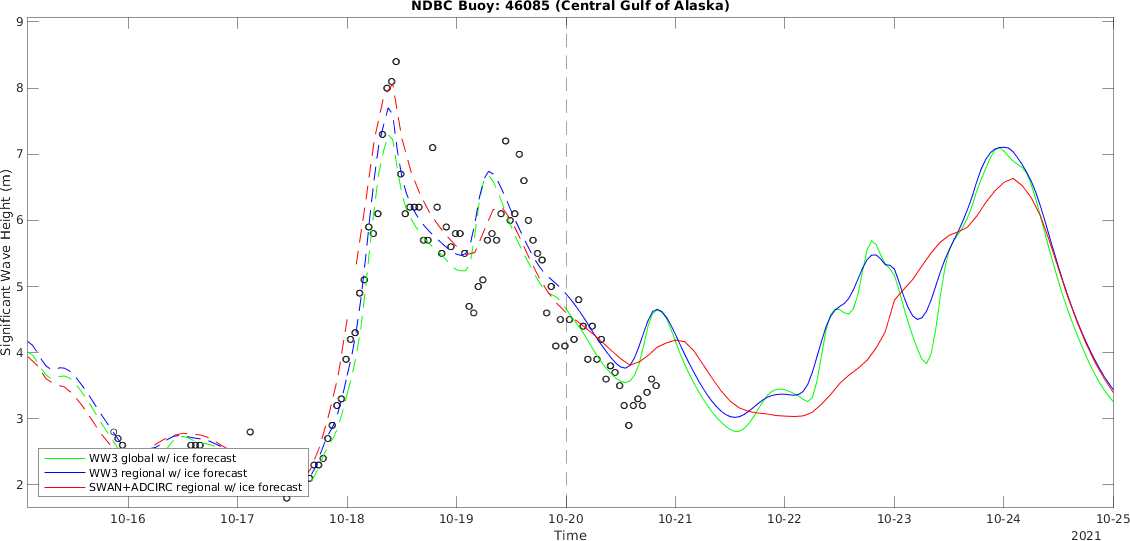 NDBC Buoy: 46085 (Central Gulf of Alaska)
9
8
7
6
5
4
3
2
Significant Wave Height (m)
WW3 global w/ ice forecast
WW3 regional w/ ice forecast
SWAN+ADCIRC regional w/ ice forecast
10-16 10-17 10-18 10-19 10-20 10-21 10-22 10-23 10-24 10-25
Time
2021